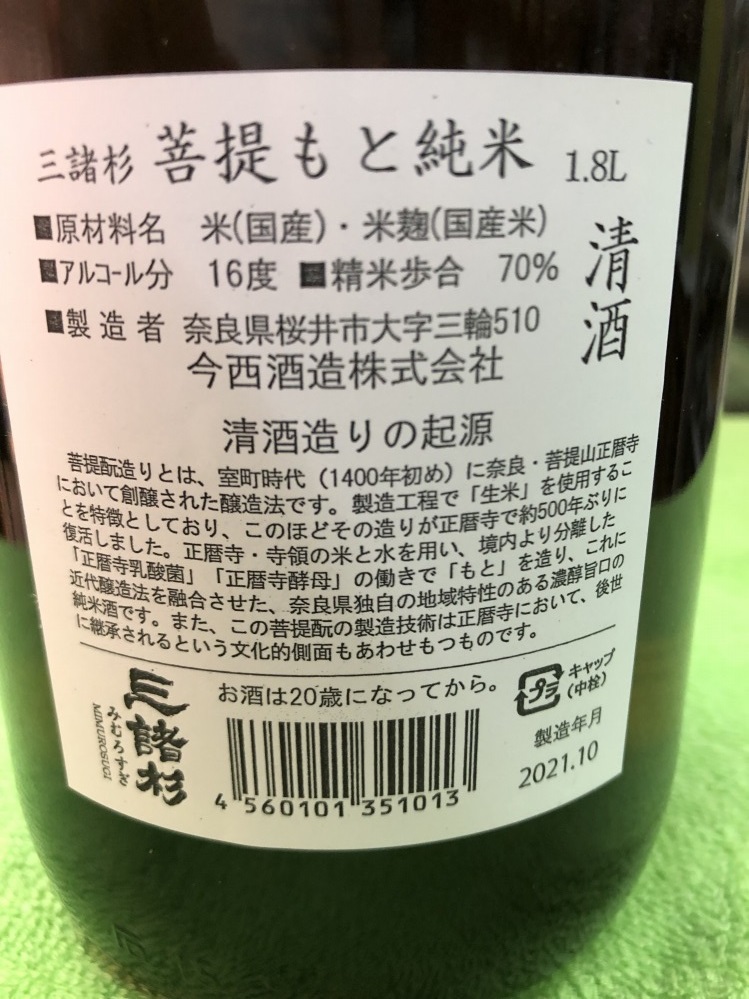 三諸杉 菩提もと純米 1.8L
■原材料名 米(国産)・米麹(国産米)
■アルコール分 16度 ■精米歩合 70%
清酒
■製造者 奈良県桜井市大字三輪510
今西酒造株式会社
清酒造りの起源
菩提酛造りとは、室町時代(1400年初め)に奈良・菩提山正暦寺
において創醸された醸造法です。製造工程で「生米」を使用するこ
とを特徴としており、このほどその造りが正暦寺で約500年ぶりに
復活しました。正暦寺・寺領の米と水を用い、境内より分離した
「正暦寺乳酸菌」「正暦寺酵母」の働きで「もと」を造り、これに
近代醸造法を融合させた、奈良県独自の地域特性のある濃醇旨口の
純米酒です。また、この菩提酛の製造技術は正暦寺において、後世
に継承されるという文化的側面もあわせもつものです。
三諸杉
みむろすぎ
MIMUROSUGI
お酒は20歳になってから。
プラ
キャップ
(中栓)
4 560101 351013
製造年月
2021.10